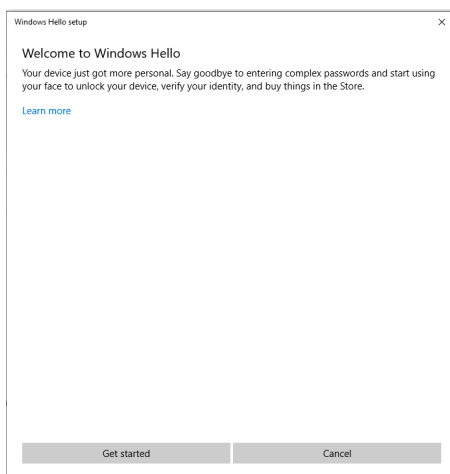 Windows Hello setup
Welcome to Windows Hello
Your device just got more personal. Say goodbye to entering complex passwords and start using
your face to unlock your device, verify your identity, and buy things in the Store.
Learn more
Get started
Cancel